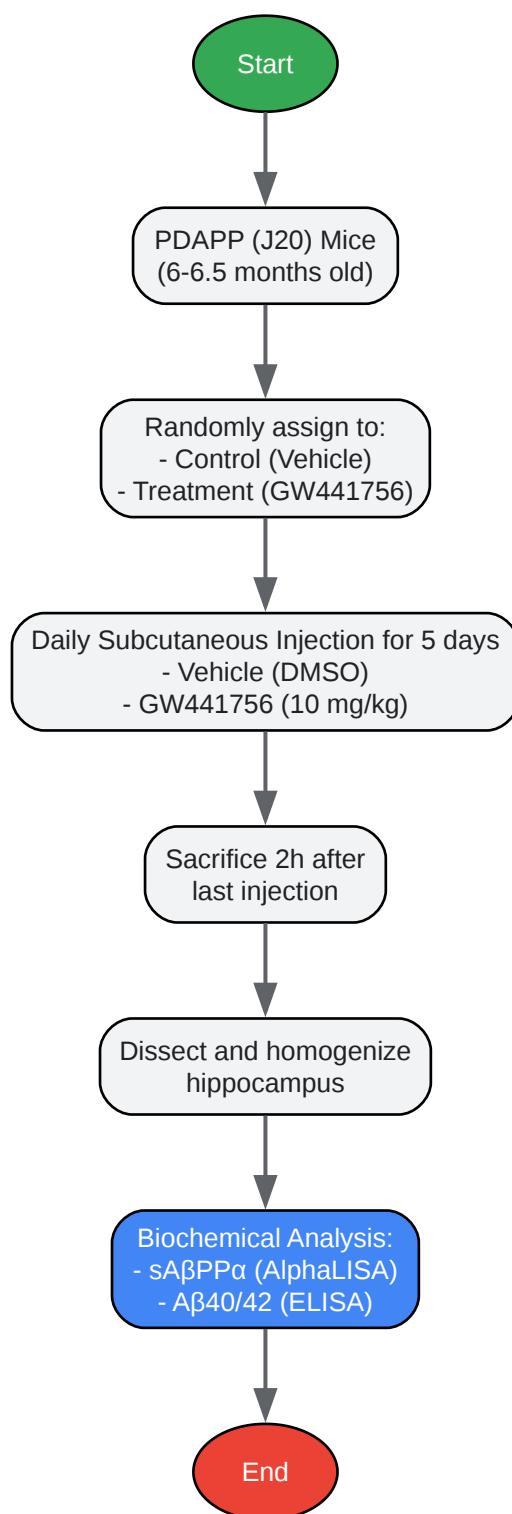 Start
PDAPP (J20) Mice
(6-6.5 months old)
Randomly assign to:
- Control (Vehicle)
- Treatment (GW441756)
Daily Subcutaneous Injection for 5 days
- Vehicle (DMSO)
- GW441756 (10 mg/kg)
Sacrifice 2h after
last injection
Dissect and homogenize
hippocampus
Biochemical Analysis:
- sAβPPα (AlphaLISA)
- Aβ40/42 (ELISA)
End